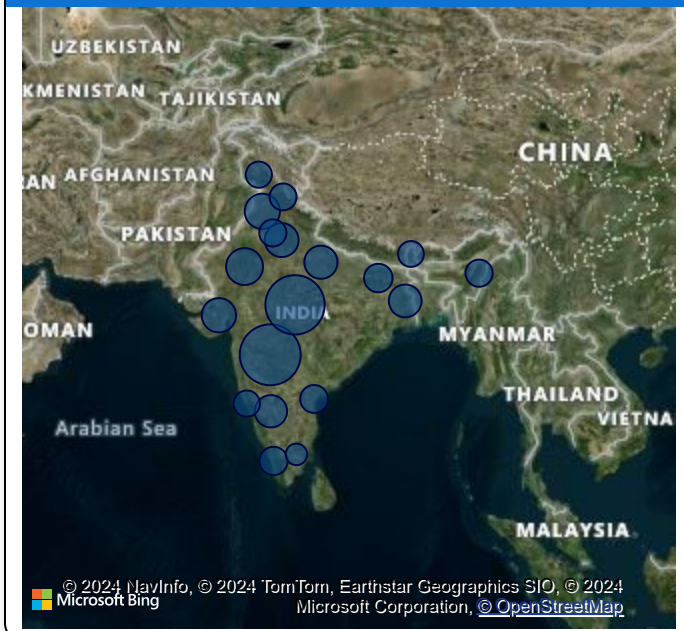 UZBEKISTAN
KMENISTAN
TAJIKISTAN
CHINA
AN
AFGHANISTAN
PAKISTAN
INDIA
OMAN
MYANMAR
THAILAND
VIETNA
Arabian Sea
MALAYSIA
© 2024 NavInfo, © 2024 TomTom, Earthstar Geographics SIO, © 2024
Microsoft Bing
Microsoft Corporation, © OpenStreetMap